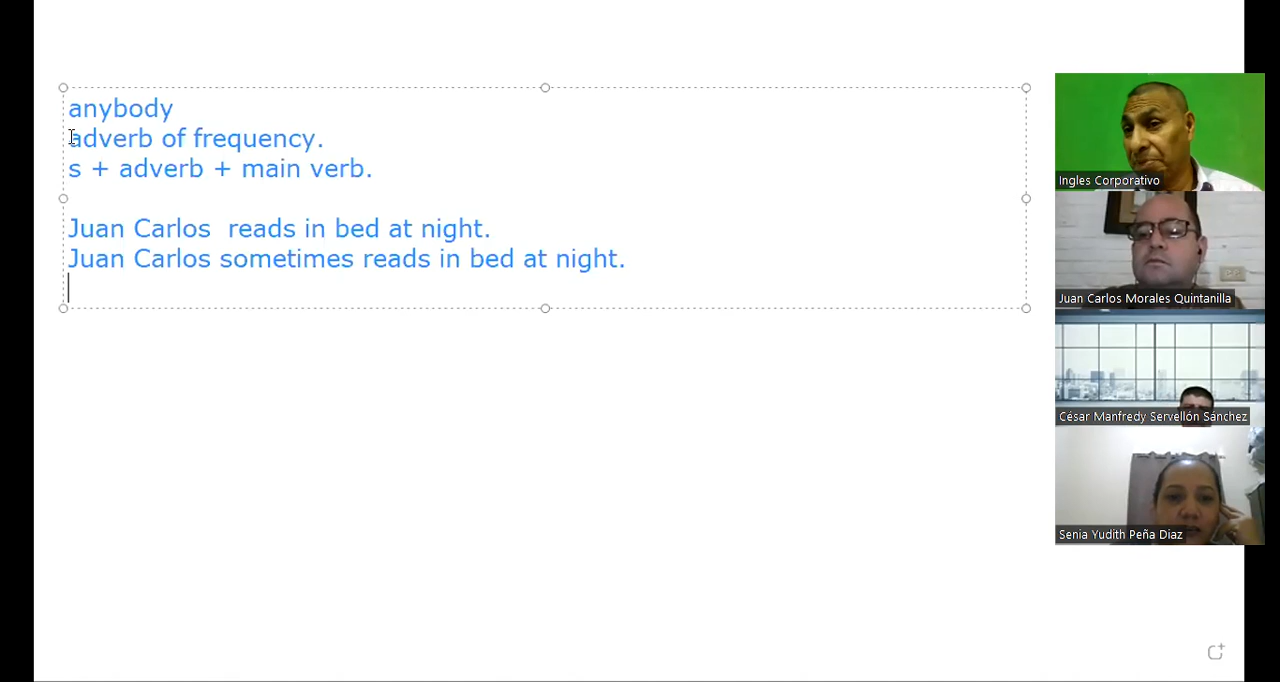 anybody
adverb of frequency.
s + adverb + main verb.
Juan Carlos  reads in bed at night.
Juan Carlos sometimes reads in bed at night.
Ingles Corporativo
Juan Carlos Morales Quintanilla
César Manfredy Servellón Sánchez
Senia Yudith Peña Diaz